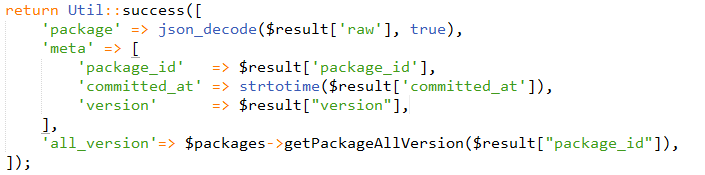 return Util::success([
    'package' => json_decode($result['raw'], true),
    'meta' => [
        'package_id'   => $result['package_id'],
        'committed_at' => strtotime($result['committed_at']),
        'version'      => $result["version"],
    ],
    'all_version'=> $packages->getPackageAllVersion($result["package_id"]),
]);